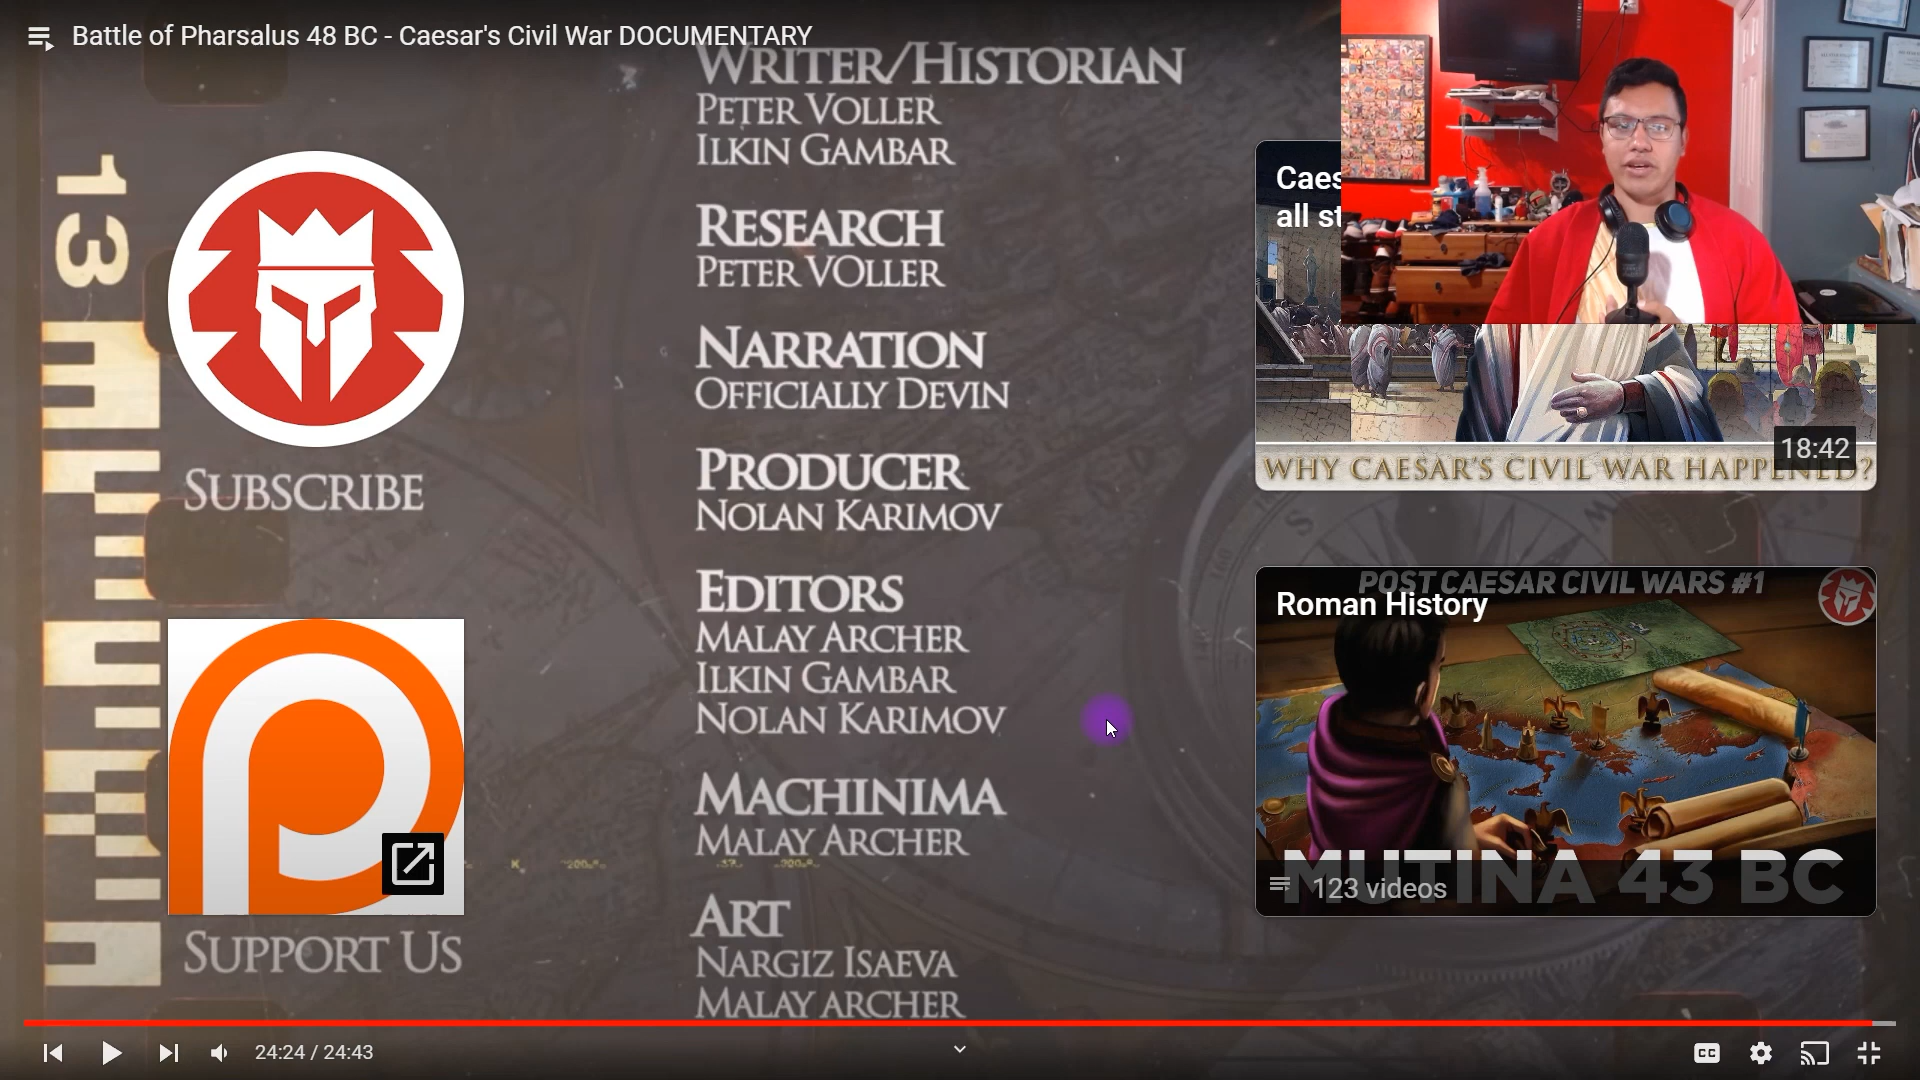 Battle of Pharsalus 48 BC - Caesar's Civil War DOCUMENTARY
WRITER/HISTORIAN
PETER VOLLER
ILKIN GAMBAR
RESEARCH
PETER VOLLER
NARRATION
OFFICIALLY DEVIN
PRODUCER
NOLAN KARIMOV
EDITORS
MALAY ARCHER
ILKIN GAMBAR
NOLAN KARIMOV
MACHINIMA
MALAY ARCHER
ART
NARGIZ ISAEVA
MALAY ARCHER
13
SUBSCRIBE
SUPPORT US
Caes
all st
18:42
WHY CAESAR'S CIVIL WAR HAPPENED?
POST CAESAR CIVIL WARS #1
Roman History
MUTINA 43 BC
123 videos
24:24 / 24:43
CC